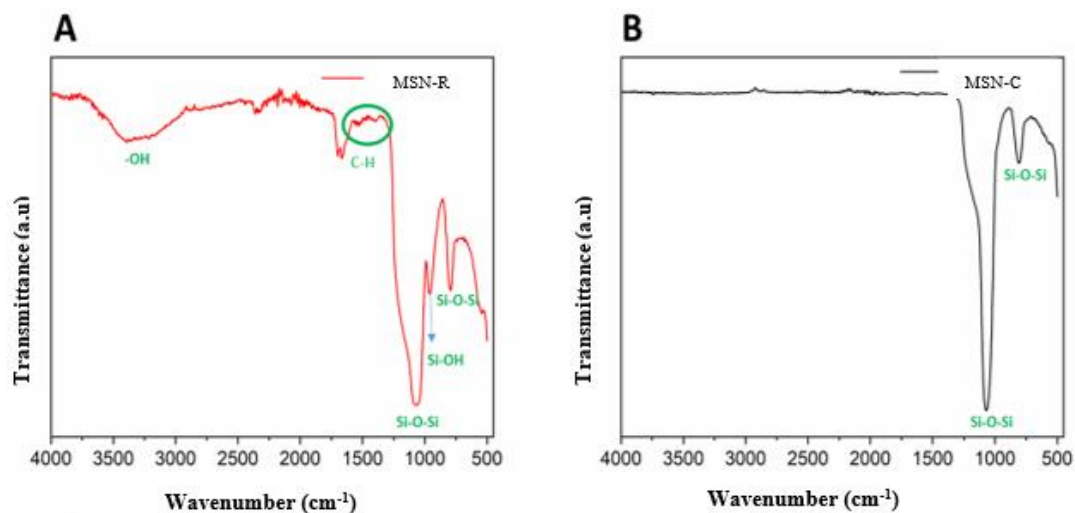 A
MSN-R
-OH
C-H
Si-O-Si
Si-OH
Si-O-Si
4000 3500 3000 2500 2000 1500 1000 500
Wavenumber (cm⁻¹)
Transmittance (a.u)
B
MSN-C
Si-O-Si
Si-O-Si
4000 3500 3000 2500 2000 1500 1000 500
Wavenumber (cm⁻¹)
Transmittance (a.u)